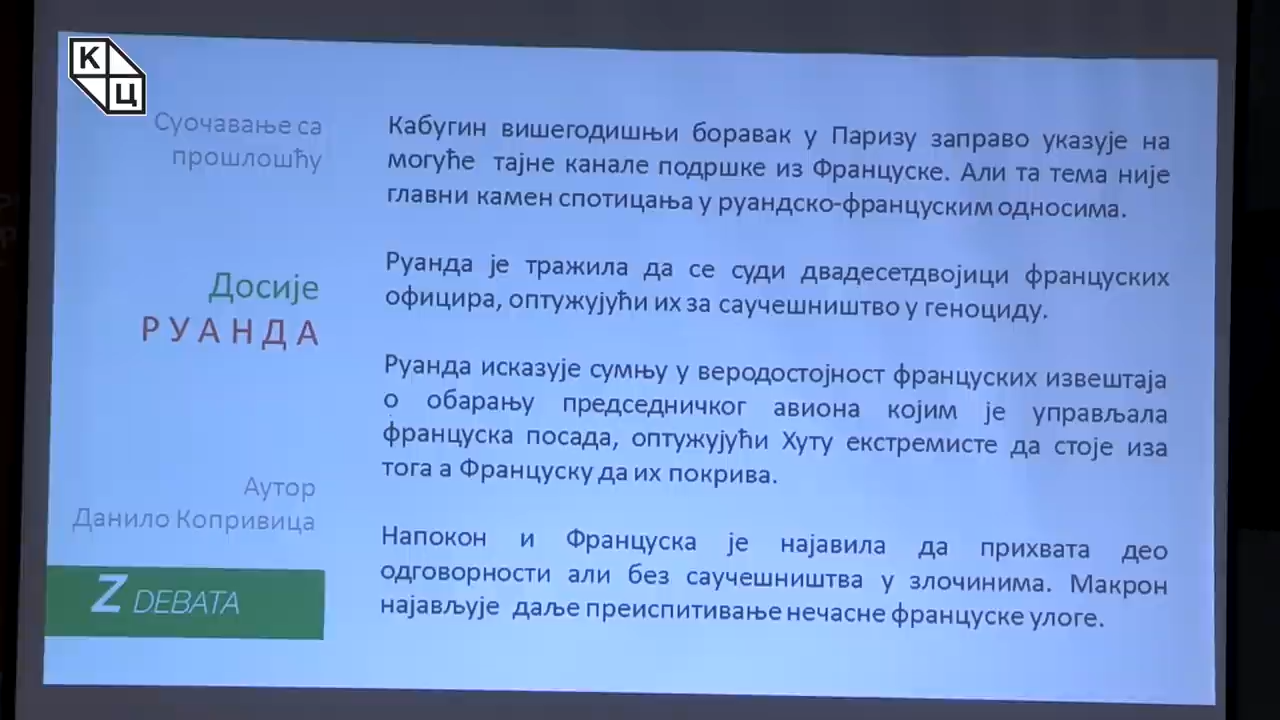 К
Ц
Суочавање са
прошлошћу
Досије
РУАНДА
Аутор
Данило Копривица
Z DEBATA
Кабугин вишегодишњи боравак у Паризу заправо указује на
могуће тајне канале подршке из Француске. Али та тема није
главни камен спотицања у руандско-француским односима.
Руанда је тражила да се суди двадесетдвојици француских
официра, оптужујући их за саучешништво у геноциду.
Руанда исказује сумњу у веродостојност француских извештаја
о обарању председничког авиона којим је управљала
француска посада, оптужујући Хуту екстремисте да стоје иза
тога а Француску да их покрива.
Напокон и Француска је најавила да прихвата део
одговорности али без саучешништва у злочинима. Макрон
најављује даље преиспитивање нечасне француске улоге.